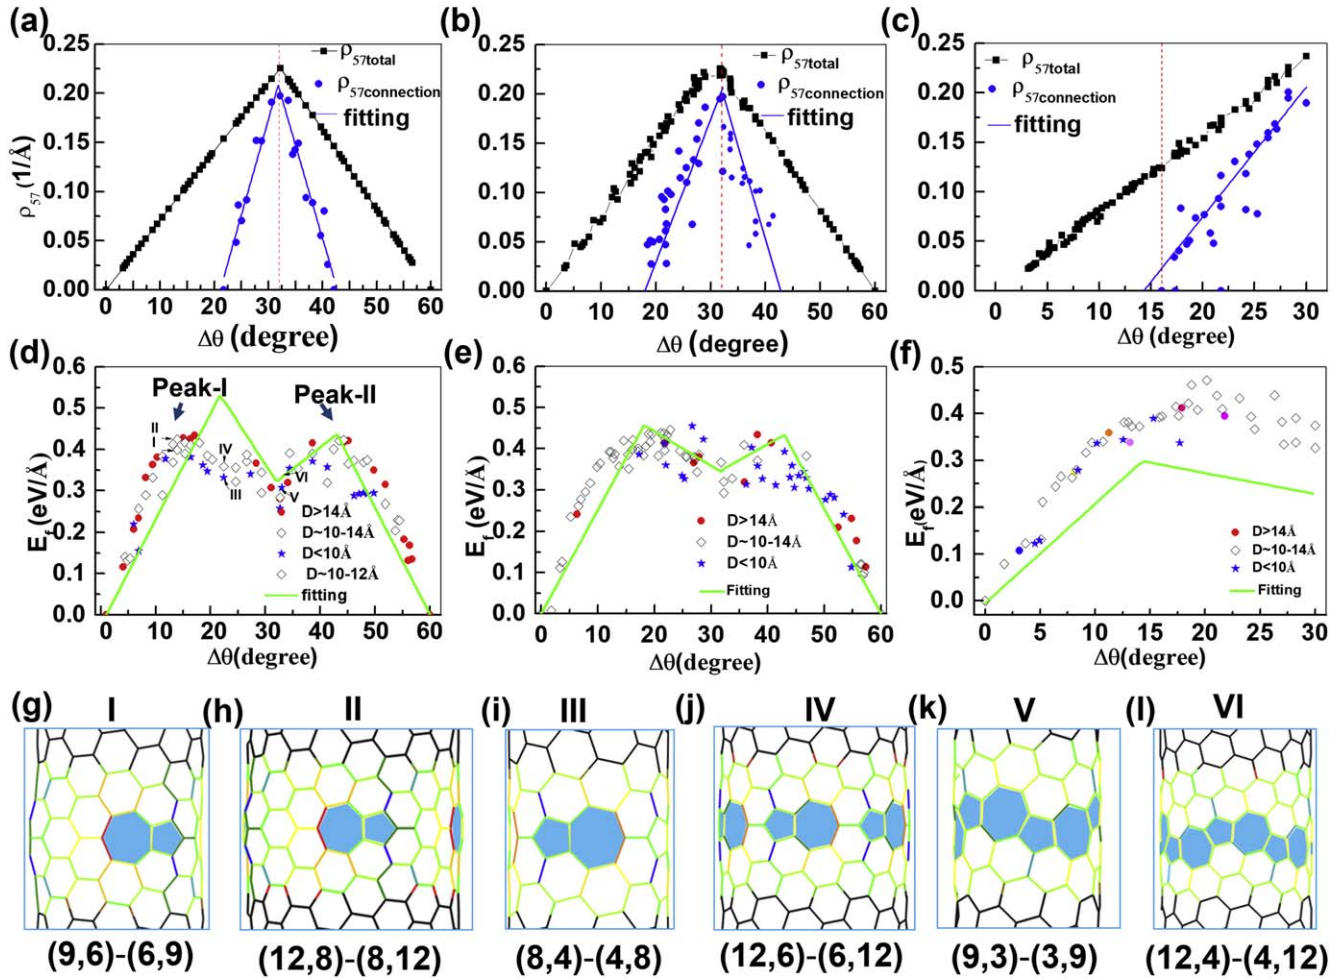 (a)
0.25
0.20
0.15
0.10
0.05
0.00
ρ57 (1/Å)
0 10 20 30 40 50 60
Δθ (degree)
ρ57total
ρ57connection
fitting
(b)
0.25
0.20
0.15
0.10
0.05
0.00
0 10 20 30 40 50 60
Δθ (degree)
ρ57total
ρ57connection
fitting
(c)
0.25
0.20
0.15
0.10
0.05
0.00
0 5 10 15 20 25 30
Δθ (degree)
ρ57total
ρ57connection
fitting
(d)
0.6
0.5
0.4
0.3
0.2
0.1
0.0
Ef (eV/Å)
0 10 20 30 40 50 60
Δθ(degree)
Peak-I
Peak-II
II
I
IV
III
VI
V
D>14Å
D~10-14Å
D<10Å
D~10-12Å
fitting
(e)
0.6
0.5
0.4
0.3
0.2
0.1
0.0
Ef(eV/Å)
0 10 20 30 40 50 60
Δθ(degree)
D>14Å
D~10-14Å
D<10Å
Fitting
(f)
0.5
0.4
0.3
0.2
0.1
0.0
Ef(eV/Å)
0 5 10 15 20 25 30
Δθ(degree)
D>14Å
D~10-14Å
D<10Å
Fitting
(g) I (h) II (i) III (j) IV (k) V (l) VI
(9,6)-(6,9) (12,8)-(8,12) (8,4)-(4,8) (12,6)-(6,12) (9,3)-(3,9) (12,4)-(4,12)